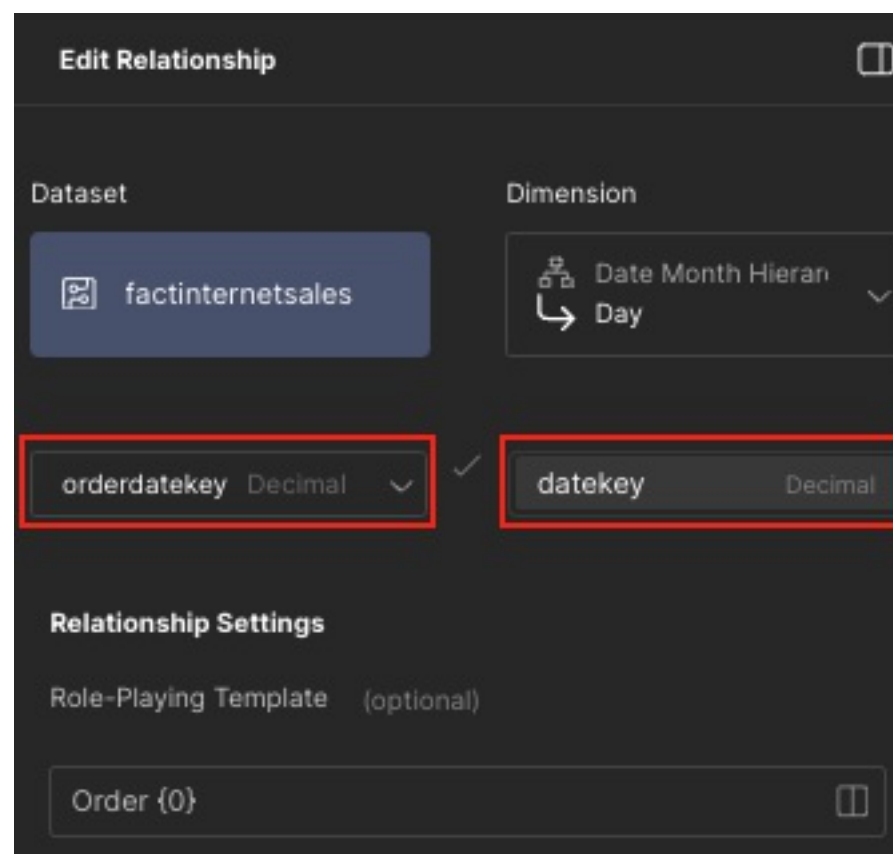 Edit Relationship
Dataset
Dimension
factinternetsales
Date Month Hierar
Day
orderdatekey Decimal
datekey Decimal
Relationship Settings
Role-Playing Template (optional)
Order {0}